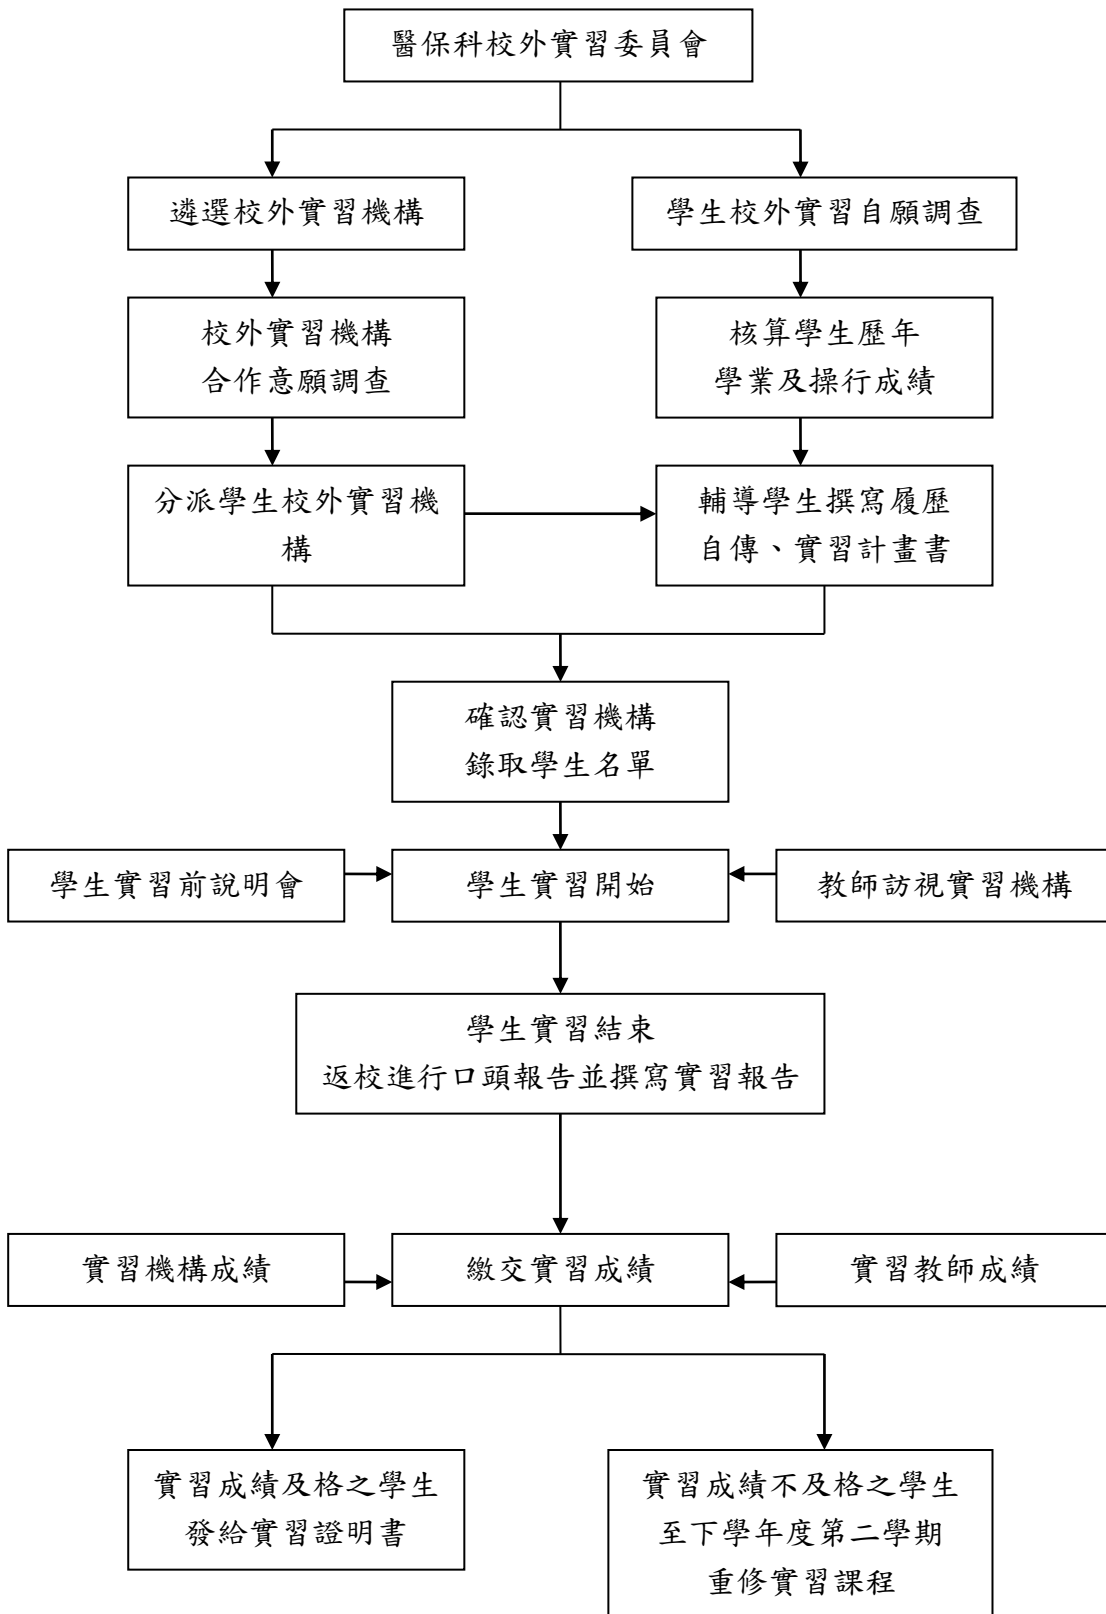 醫保科校外實習委員會
遴選校外實習機構
學生校外實習自願調查
校外實習機構
合作意願調查
核算學生歷年
學業及操行成績
分派學生校外實習機
構
輔導學生撰寫履歷
自傳、實習計畫書
確認實習機構
錄取學生名單
學生實習前說明會
學生實習開始
教師訪視實習機構
學生實習結束
返校進行口頭報告並撰寫實習報告
實習機構成績
繳交實習成績
實習教師成績
實習成績及格之學生
發給實習證明書
實習成績不及格之學生
至下學年度第二學期
重修實習課程